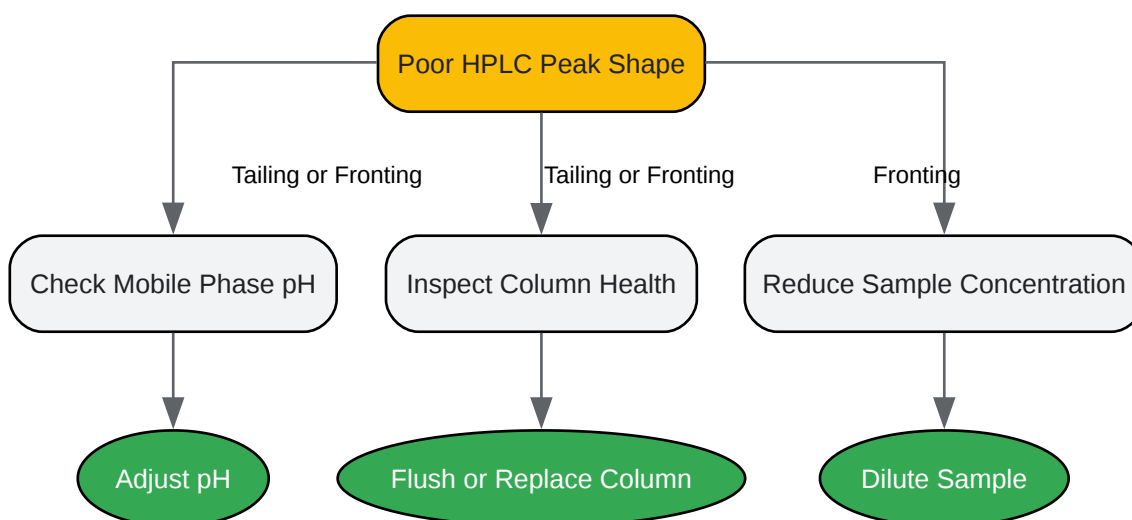 Poor HPLC Peak Shape
Tailing or Fronting
Tailing or Fronting
Fronting
Check Mobile Phase pH
Inspect Column Health
Reduce Sample Concentration
Adjust pH
Flush or Replace Column
Dilute Sample